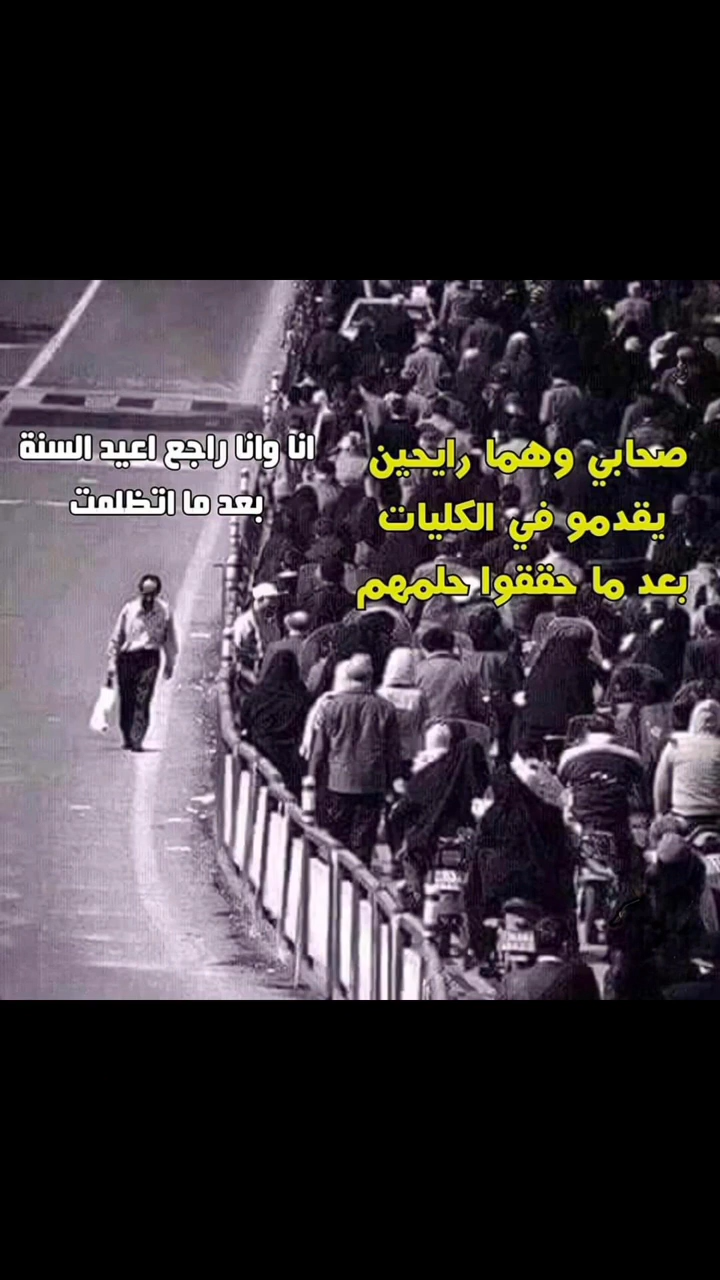 صحابي وهما رايحين
يقدمو في الكليات
بعد ما حققوا حلمهم
انا وانا راجع اعيد السنة
بعد ما اتظلمت